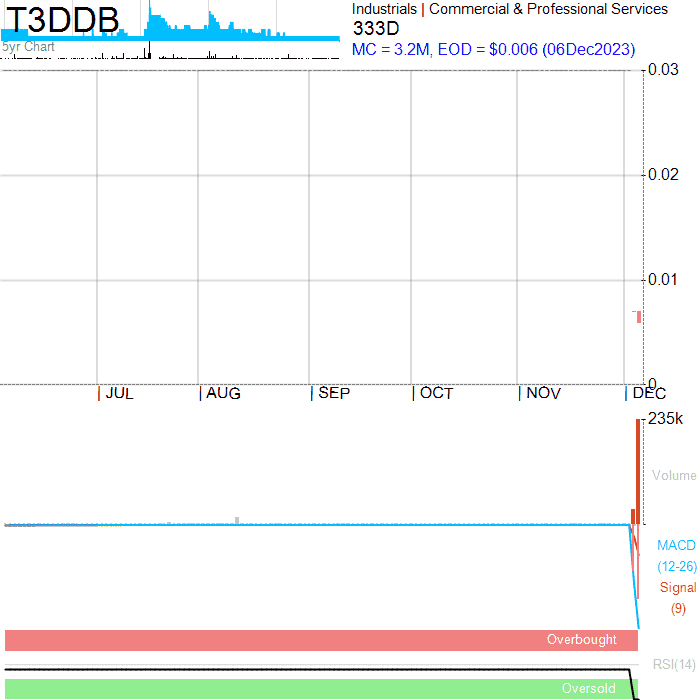 T3DDB
5yr Chart
Industrials | Commercial & Professional Services
333D
MC = 3.2M, EOD = $0.006 (06Dec2023)
0.03
0.02
0.01
0
| JUL | AUG | SEP | OCT | NOV | DEC
235k
Volume
MACD
(12-26)
Signal
(9)
Overbought
RSI(14)
Oversold